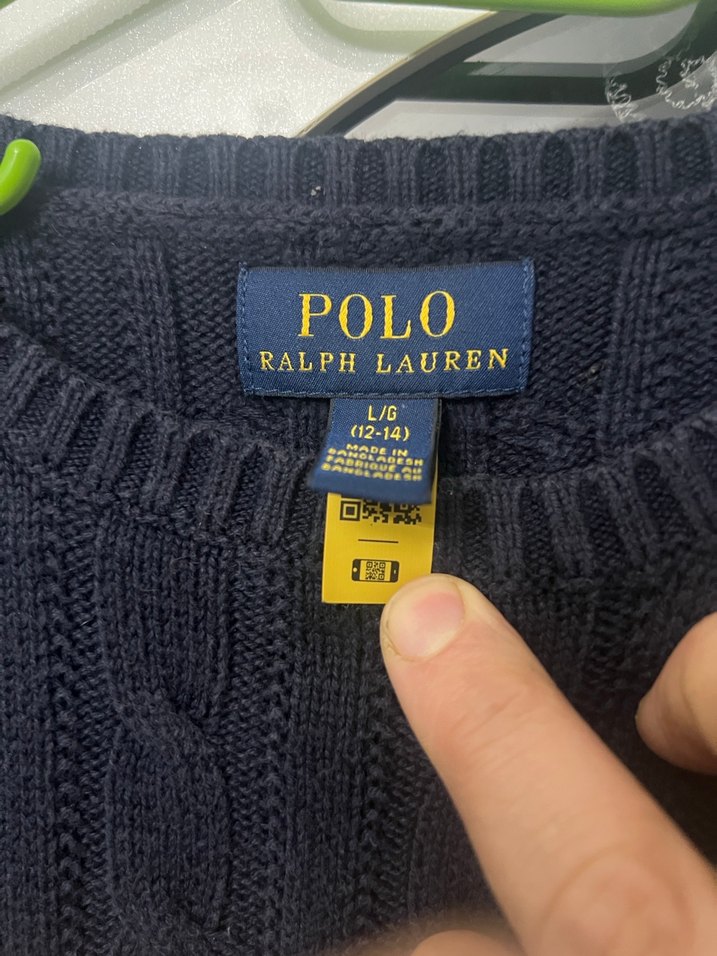 POLO
RALPH LAUREN
L/G
(12-14)
MADE IN
BANGLADESH
FABRIQUÉ AU
BANGLADESH